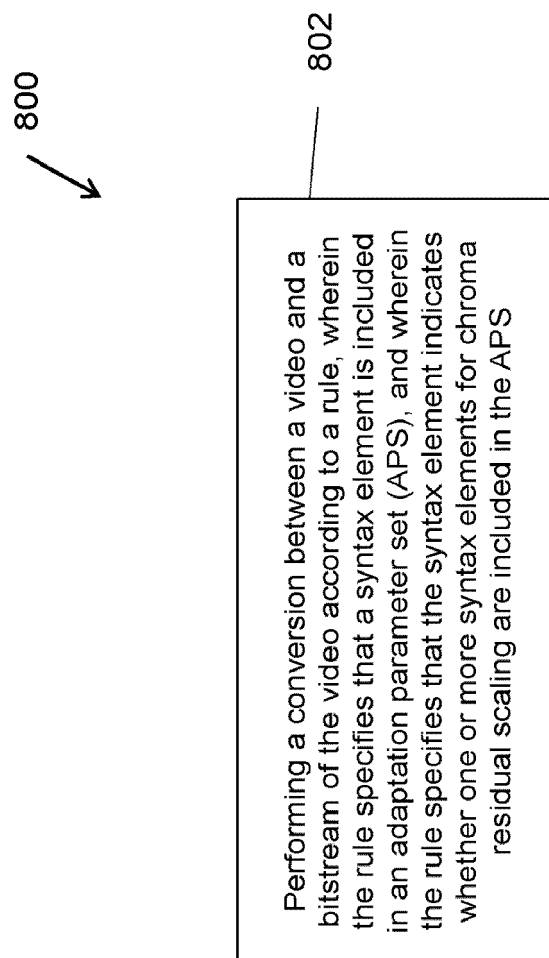 800
802
Performing a conversion between a video and a
bitstream of the video according to a rule, wherein
the rule specifies that a syntax element is included
in an adaptation parameter set (APS), and wherein
the rule specifies that the syntax element indicates
whether one or more syntax elements for chroma
residual scaling are included in the APS